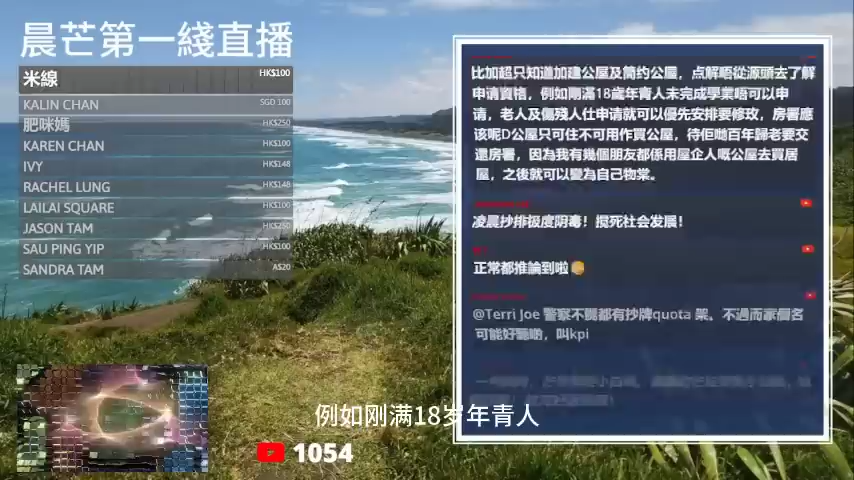 晨芒第一綫直播
米線 HK$100
KALIN CHAN SGD 100
肥咪媽 HK$250
KAREN CHAN HK$100
IVY HK$148
RACHEL LUNG HK$148
LAILAI SQUARE HK$100
JASON TAM HK$250
SAU PING YIP HK$100
SANDRA TAM A$20
比加超只知道加建公屋及简约公屋，点解唔從源頭去了解
申请資格，例如剛滿18歲年青人未完成學業唔可以申
请，老人及傷殘人仕申请就可以優先安排要修玫，房署應
该呢D公屋只可住不可用作買公屋，待佢哋百年歸老要交
還房署，因為我有幾個朋友都係用屋企人嘅公屋去買居
屋，之後就可以變為自己物業。
凌晨抄排极度阴毒！搅死社会发展！
正常都推論到啦
@Terri Joe 警察不嬲都有抄牌quota 架。不過而家個名
可能好聽啲，叫kpi
例如刚满18岁年青人
1054